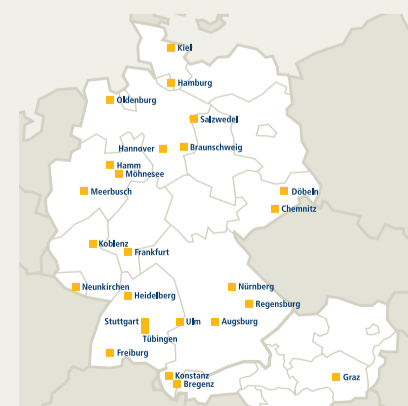 Kiel
Hamburg
Oldenburg
Salzwedel
Hannover
Braunschweig
Hamm
Möhnesee
Meerbusch
Döbeln
Chemnitz
Koblenz
Frankfurt
Neunkirchen
Heidelberg
Nürnberg
Regensburg
Stuttgart
Ulm
Augsburg
Tübingen
Freiburg
Konstanz
Bregenz
Graz